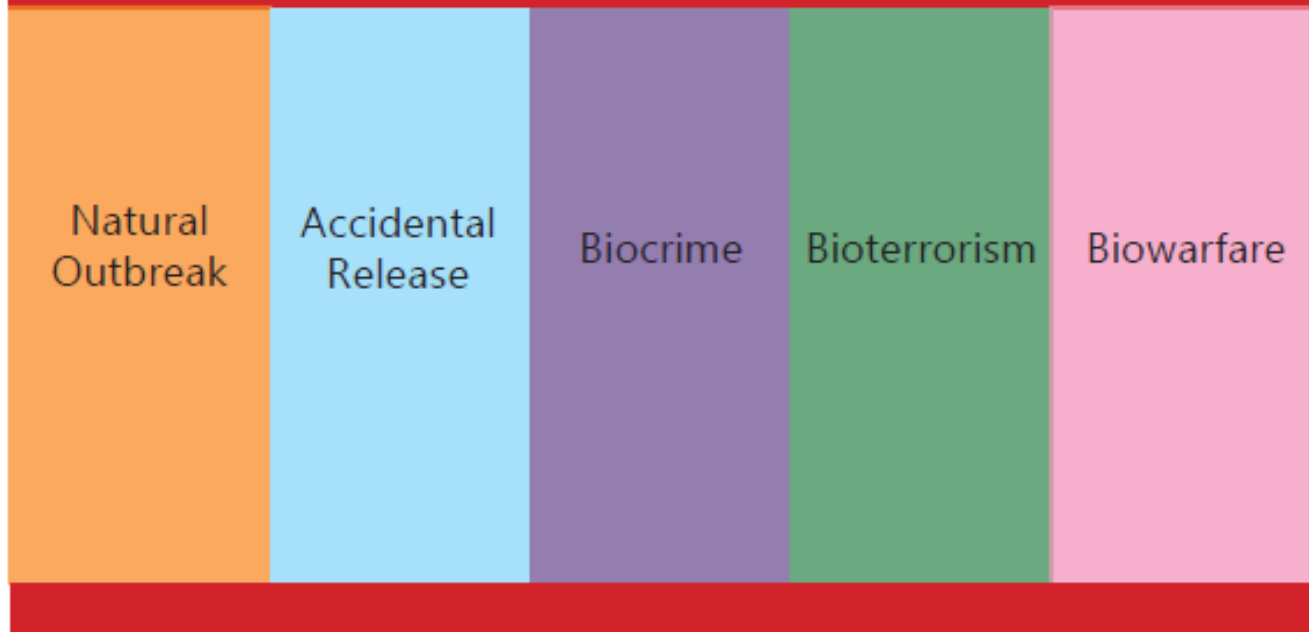 Natural
Outbreak
Accidental
Release
Biocrime
Bioterrorism
Biowarfare